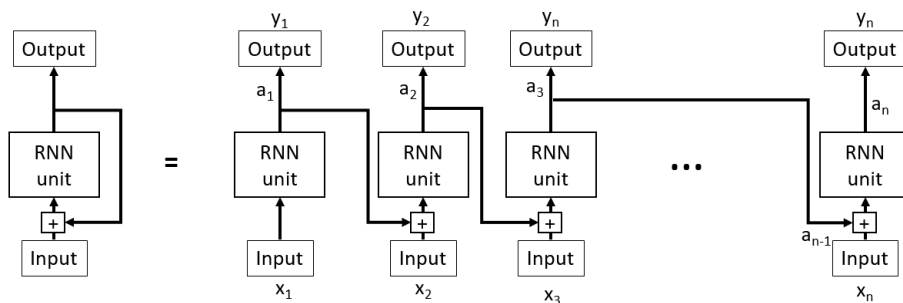 y1 y2 yn yn
Output Output Output Output Output
a1 a2 a3 an
RNN unit = RNN unit RNN unit RNN unit ... RNN unit
+ + + an-1 +
Input Input Input Input Input
x1 x2 x3 xn